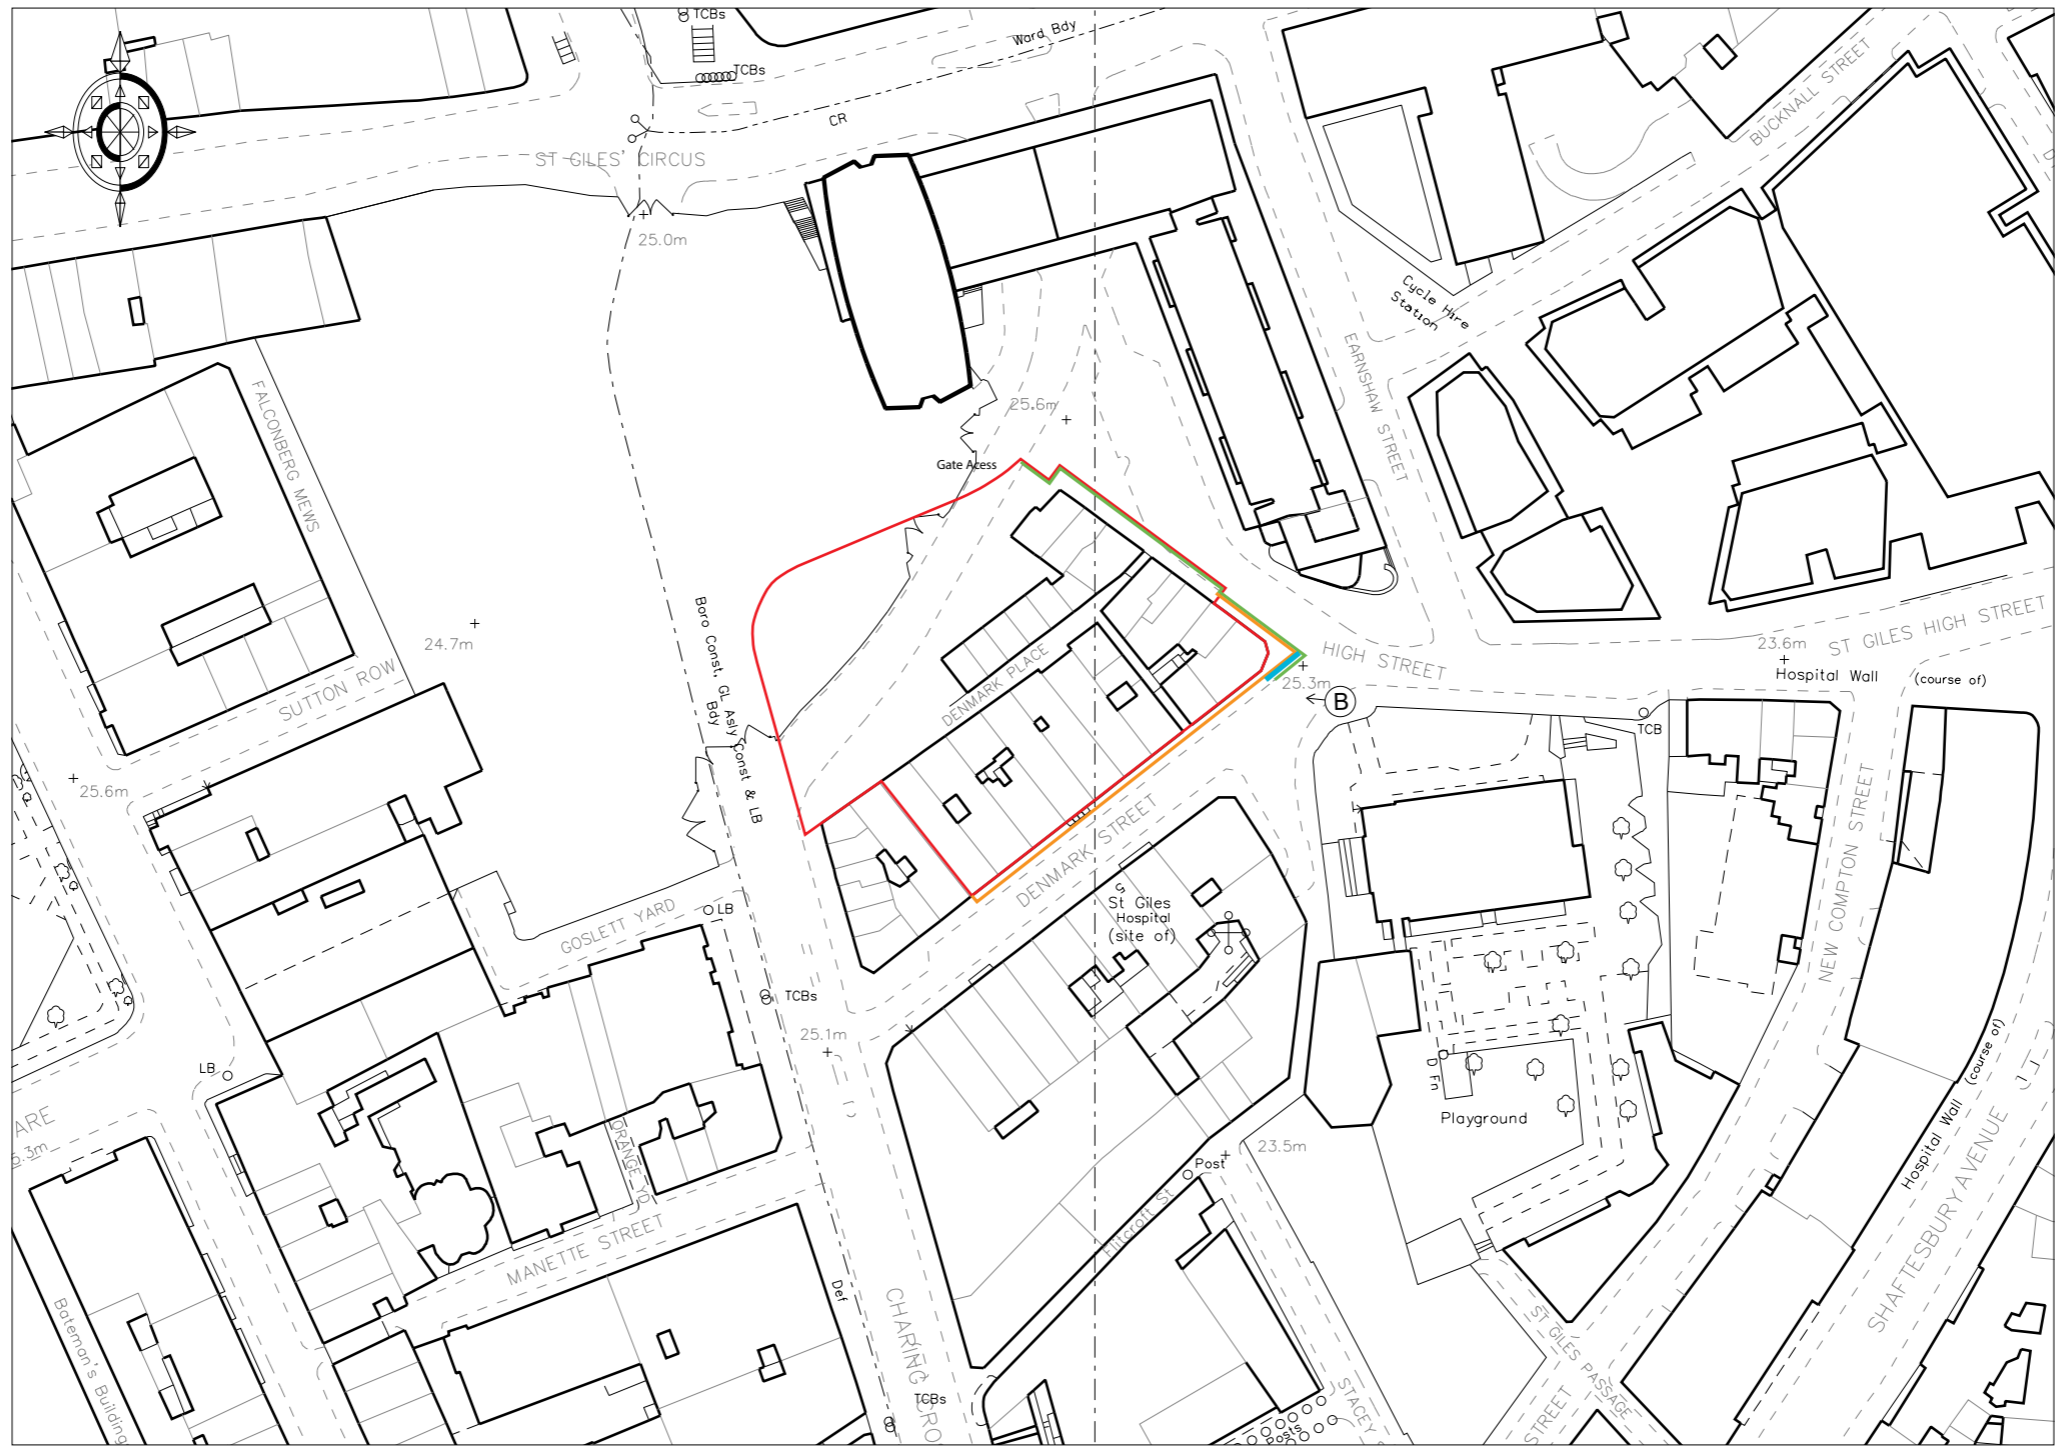 TCBs
TCBs
Ward Bdy
CR
ST GILES' CIRCUS
25.0m
BUCKNALL STREET
Cycle Hire
Station
EARNSHAW STREET
FALCONBERG MEWS
25.6m
Gate Acess
Boro Const, GL Asly Const & LB
Bdy
24.7m
SUTTON ROW
25.6m
DENMARK PLACE
HIGH STREET
25.3m
B
23.6m
ST GILES HIGH STREET
Hospital Wall
(course of)
TCB
DENMARK STREET
S
St Giles
Hospital
(site of)
NEW COMPTON STREET
GOSLETT YARD
LB
TCBs
25.1m
LB
ARE
5.3m
ORANGE YD
MANETTE STREET
Def
D Fn
Playground
Post
23.5m
Flitcroft St
Hospital Wall (course of)
SHAFTESBURY AVENUE
Bateman's Building
CHARING CRO
TCBs
Posts
STACEY S
ST GILES PASSAGE
STREET